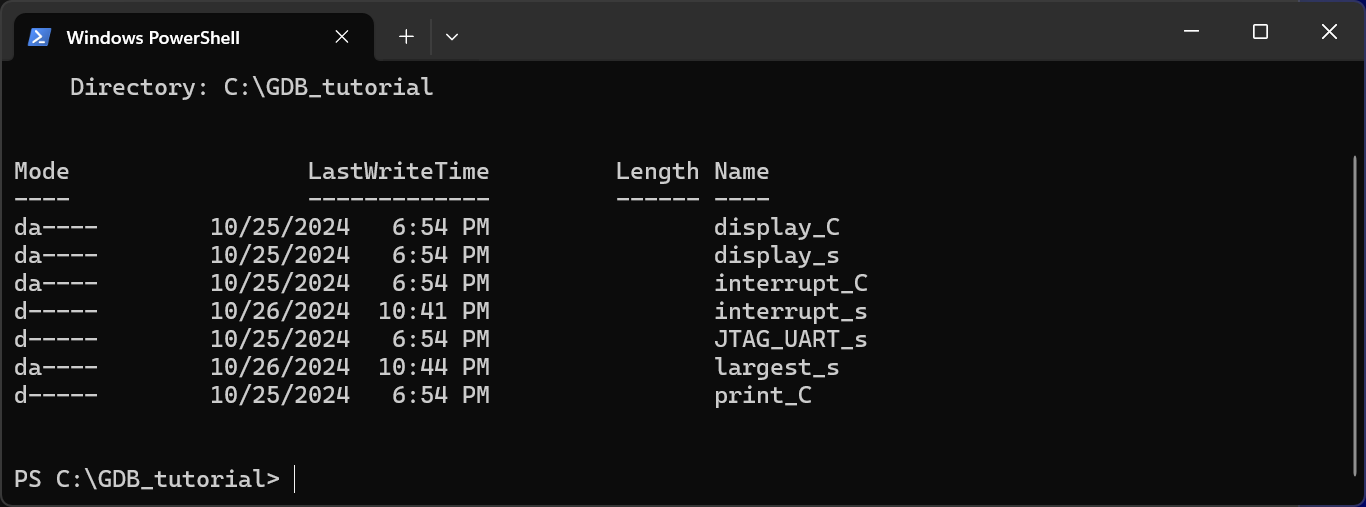 Windows PowerShell
Directory: C:\GDB_tutorial
Mode                 LastWriteTime         Length Name
----                 -------------         ------ ----
da----        10/25/2024   6:54 PM                display_C
da----        10/25/2024   6:54 PM                display_s
da----        10/25/2024   6:54 PM                interrupt_C
d-----        10/26/2024  10:41 PM                interrupt_s
d-----        10/25/2024   6:54 PM                JTAG_UART_s
da----        10/26/2024  10:44 PM                largest_s
d-----        10/25/2024   6:54 PM                print_C
PS C:\GDB_tutorial>